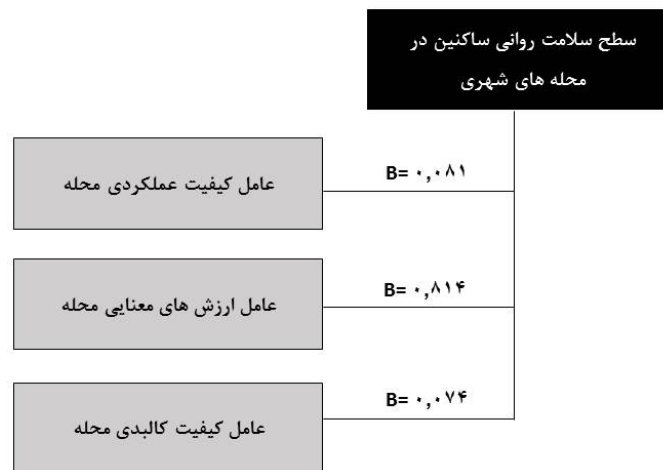 سطح سلامت روانی ساکنین در
محله های شهری
عامل کیفیت عملکردی محله
B= ۰,۰۸۱
عامل ارزش های معنایی محله
B= ۰,۸۱۴
عامل کیفیت کالبدی محله
B= ۰,۰۷۴